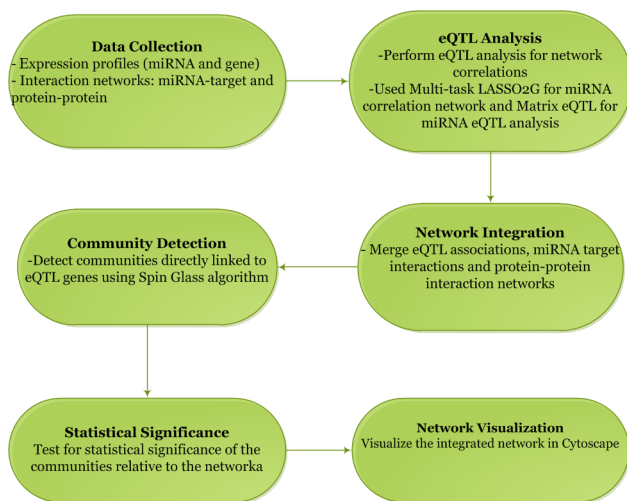 Data Collection
- Expression profiles (miRNA and gene)
- Interaction networks: miRNA-target and
protein-protein
eQTL Analysis
-Perform eQTL analysis for network
correlations
-Used Multi-task LASSO2G for miRNA
correlation network and Matrix eQTL for
miRNA eQTL analysis
Network Integration
- Merge eQTL associations, miRNA target
interactions and protein-protein
interaction networks
Community Detection
-Detect communities directly linked to
eQTL genes using Spin Glass algorithm
Statistical Significance
Test for statistical significance of the
communities relative to the networka
Network Visualization
Visualize the integrated network in Cytoscape